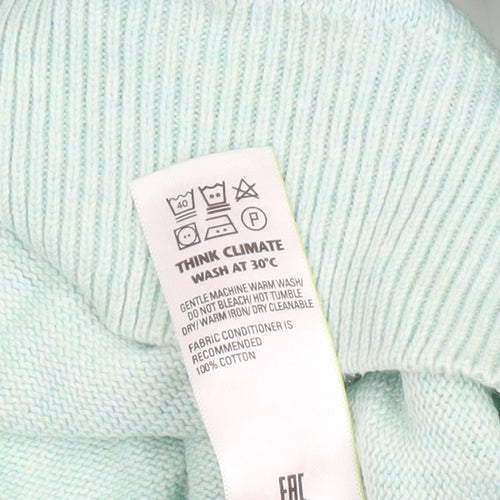 40
P
THINK CLIMATE
WASH AT 30°C
GENTLE MACHINE WARM WASH/
DO NOT BLEACH/ HOT TUMBLE
DRY/ WARM IRON/ DRY CLEANABLE
FABRIC CONDITIONER IS
RECOMMENDED
100% COTTON
EAC